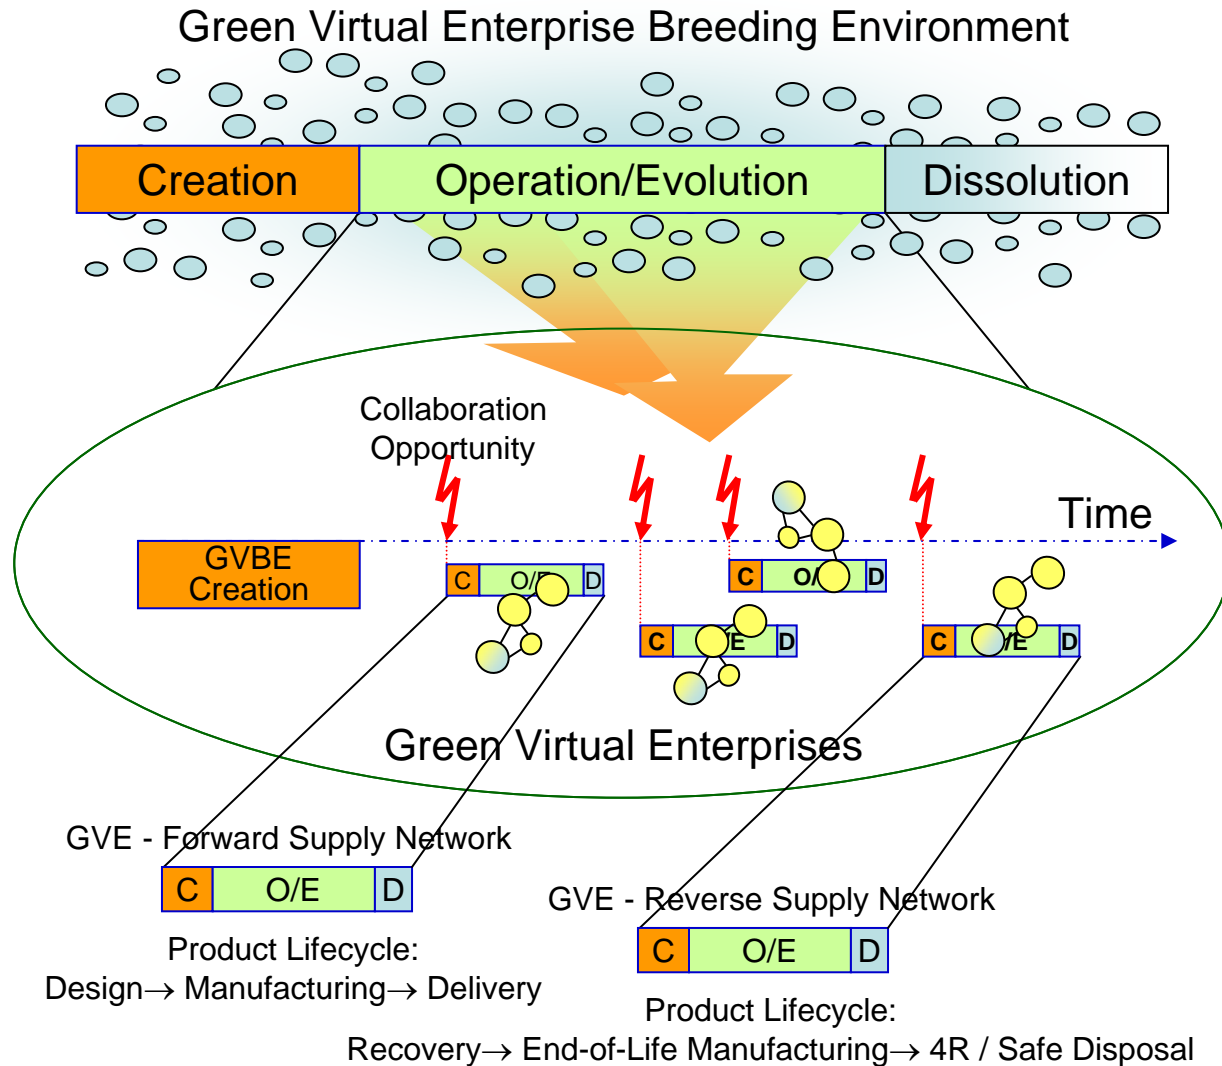 Green Virtual Enterprise Breeding Environment
Creation
Operation/Evolution
Dissolution
Collaboration
Opportunity
Time
GVBE
Creation
C O/E D
C O/ D
C /E D
C /E D
Green Virtual Enterprises
GVE - Forward Supply Network
C O/E D
GVE - Reverse Supply Network
C O/E D
Product Lifecycle:
Design→ Manufacturing→ Delivery
Product Lifecycle:
Recovery→ End-of-Life Manufacturing→ 4R / Safe Disposal